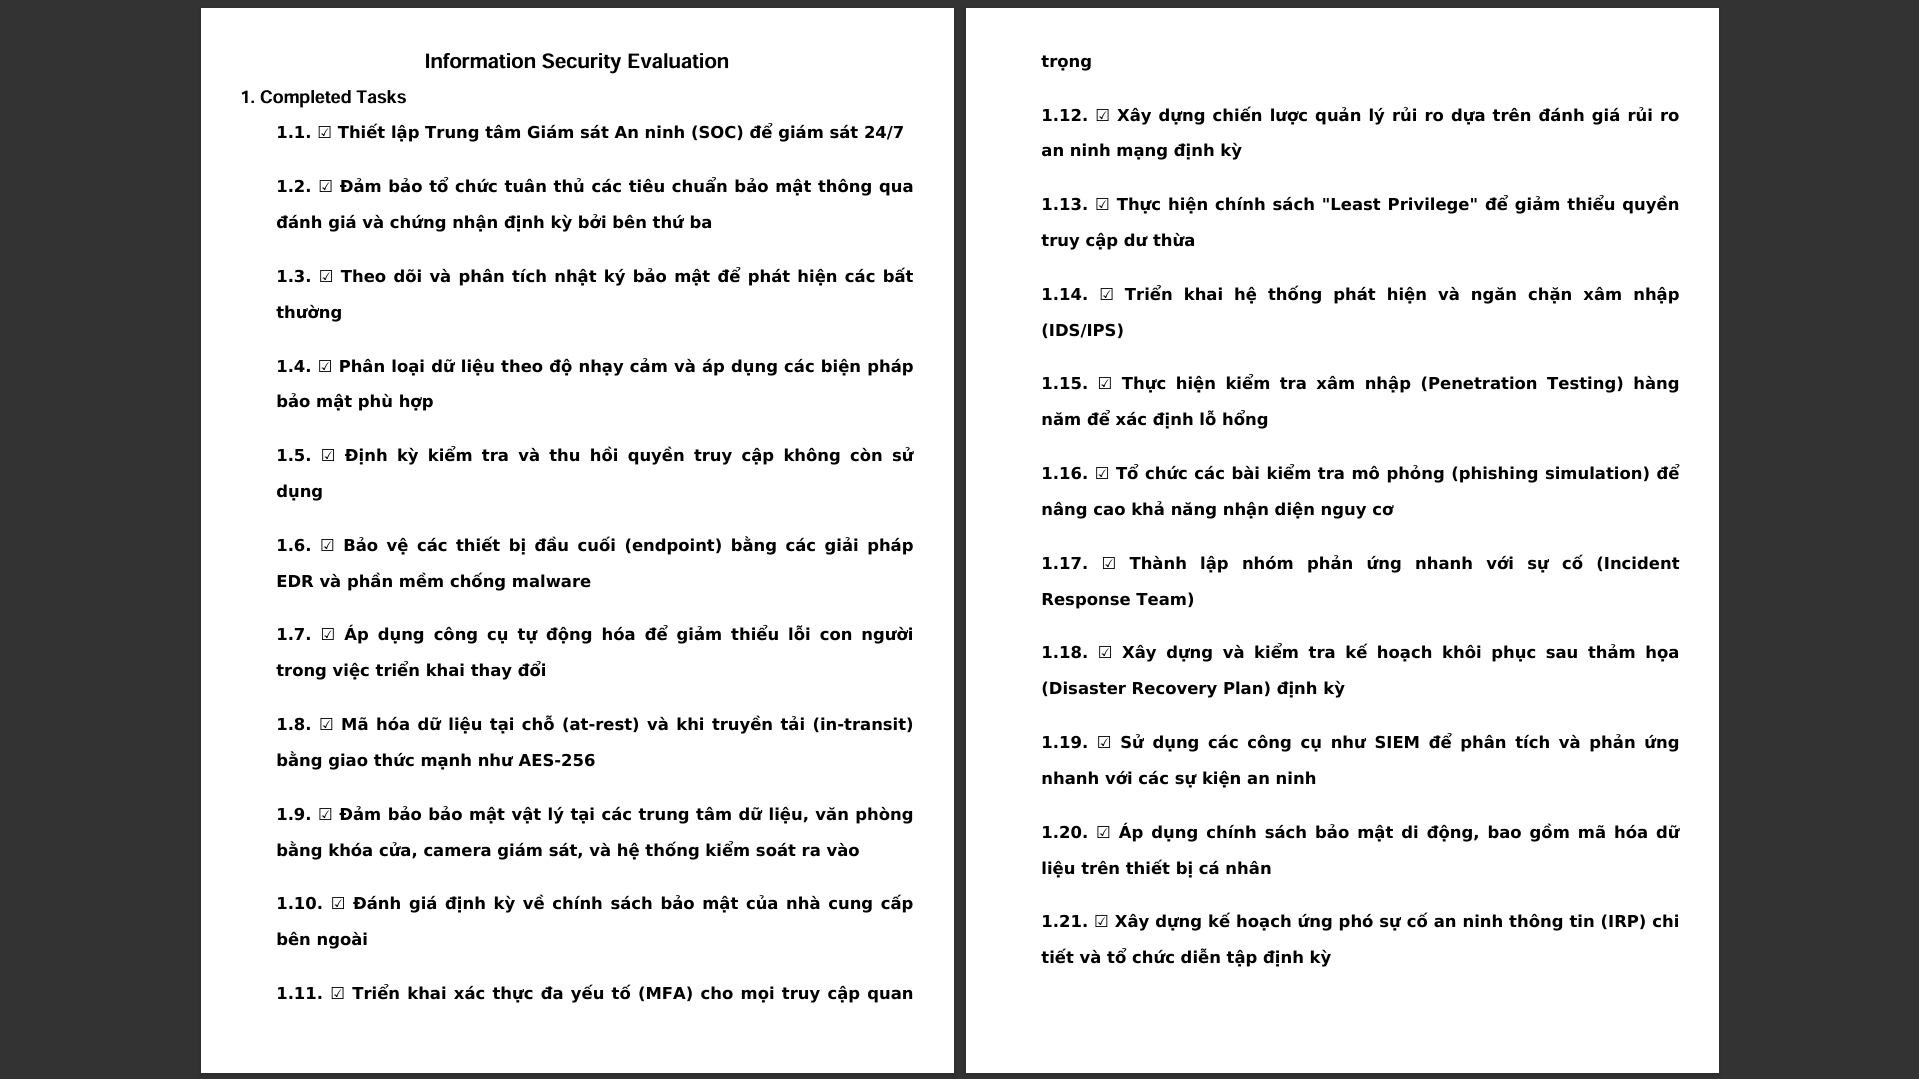 Information Security Evaluation
1. Completed Tasks
1.1. ☑ Thiết lập Trung tâm Giám sát An ninh (SOC) để giám sát 24/7
1.2. ☑ Đảm bảo tổ chức tuân thủ các tiêu chuẩn bảo mật thông qua
đánh giá và chứng nhận định kỳ bởi bên thứ ba
1.3. ☑ Theo dõi và phân tích nhật ký bảo mật để phát hiện các bất
thường
1.4. ☑ Phân loại dữ liệu theo độ nhạy cảm và áp dụng các biện pháp
bảo mật phù hợp
1.5. ☑ Định kỳ kiểm tra và thu hồi quyền truy cập không còn sử
dụng
1.6. ☑ Bảo vệ các thiết bị đầu cuối (endpoint) bằng các giải pháp
EDR và phần mềm chống malware
1.7. ☑ Áp dụng công cụ tự động hóa để giảm thiểu lỗi con người
trong việc triển khai thay đổi
1.8. ☑ Mã hóa dữ liệu tại chỗ (at-rest) và khi truyền tải (in-transit)
bằng giao thức mạnh như AES-256
1.9. ☑ Đảm bảo bảo mật vật lý tại các trung tâm dữ liệu, văn phòng
bằng khóa cửa, camera giám sát, và hệ thống kiểm soát ra vào
1.10. ☑ Đánh giá định kỳ về chính sách bảo mật của nhà cung cấp
bên ngoài
1.11. ☑ Triển khai xác thực đa yếu tố (MFA) cho mọi truy cập quan
trọng
1.12. ☑ Xây dựng chiến lược quản lý rủi ro dựa trên đánh giá rủi ro
an ninh mạng định kỳ
1.13. ☑ Thực hiện chính sách "Least Privilege" để giảm thiểu quyền
truy cập dư thừa
1.14. ☑ Triển khai hệ thống phát hiện và ngăn chặn xâm nhập
(IDS/IPS)
1.15. ☑ Thực hiện kiểm tra xâm nhập (Penetration Testing) hàng
năm để xác định lỗ hổng
1.16. ☑ Tổ chức các bài kiểm tra mô phỏng (phishing simulation) để
nâng cao khả năng nhận diện nguy cơ
1.17. ☑ Thành lập nhóm phản ứng nhanh với sự cố (Incident
Response Team)
1.18. ☑ Xây dựng và kiểm tra kế hoạch khôi phục sau thảm họa
(Disaster Recovery Plan) định kỳ
1.19. ☑ Sử dụng các công cụ như SIEM để phân tích và phản ứng
nhanh với các sự kiện an ninh
1.20. ☑ Áp dụng chính sách bảo mật di động, bao gồm mã hóa dữ
liệu trên thiết bị cá nhân
1.21. ☑ Xây dựng kế hoạch ứng phó sự cố an ninh thông tin (IRP) chi
tiết và tổ chức diễn tập định kỳ